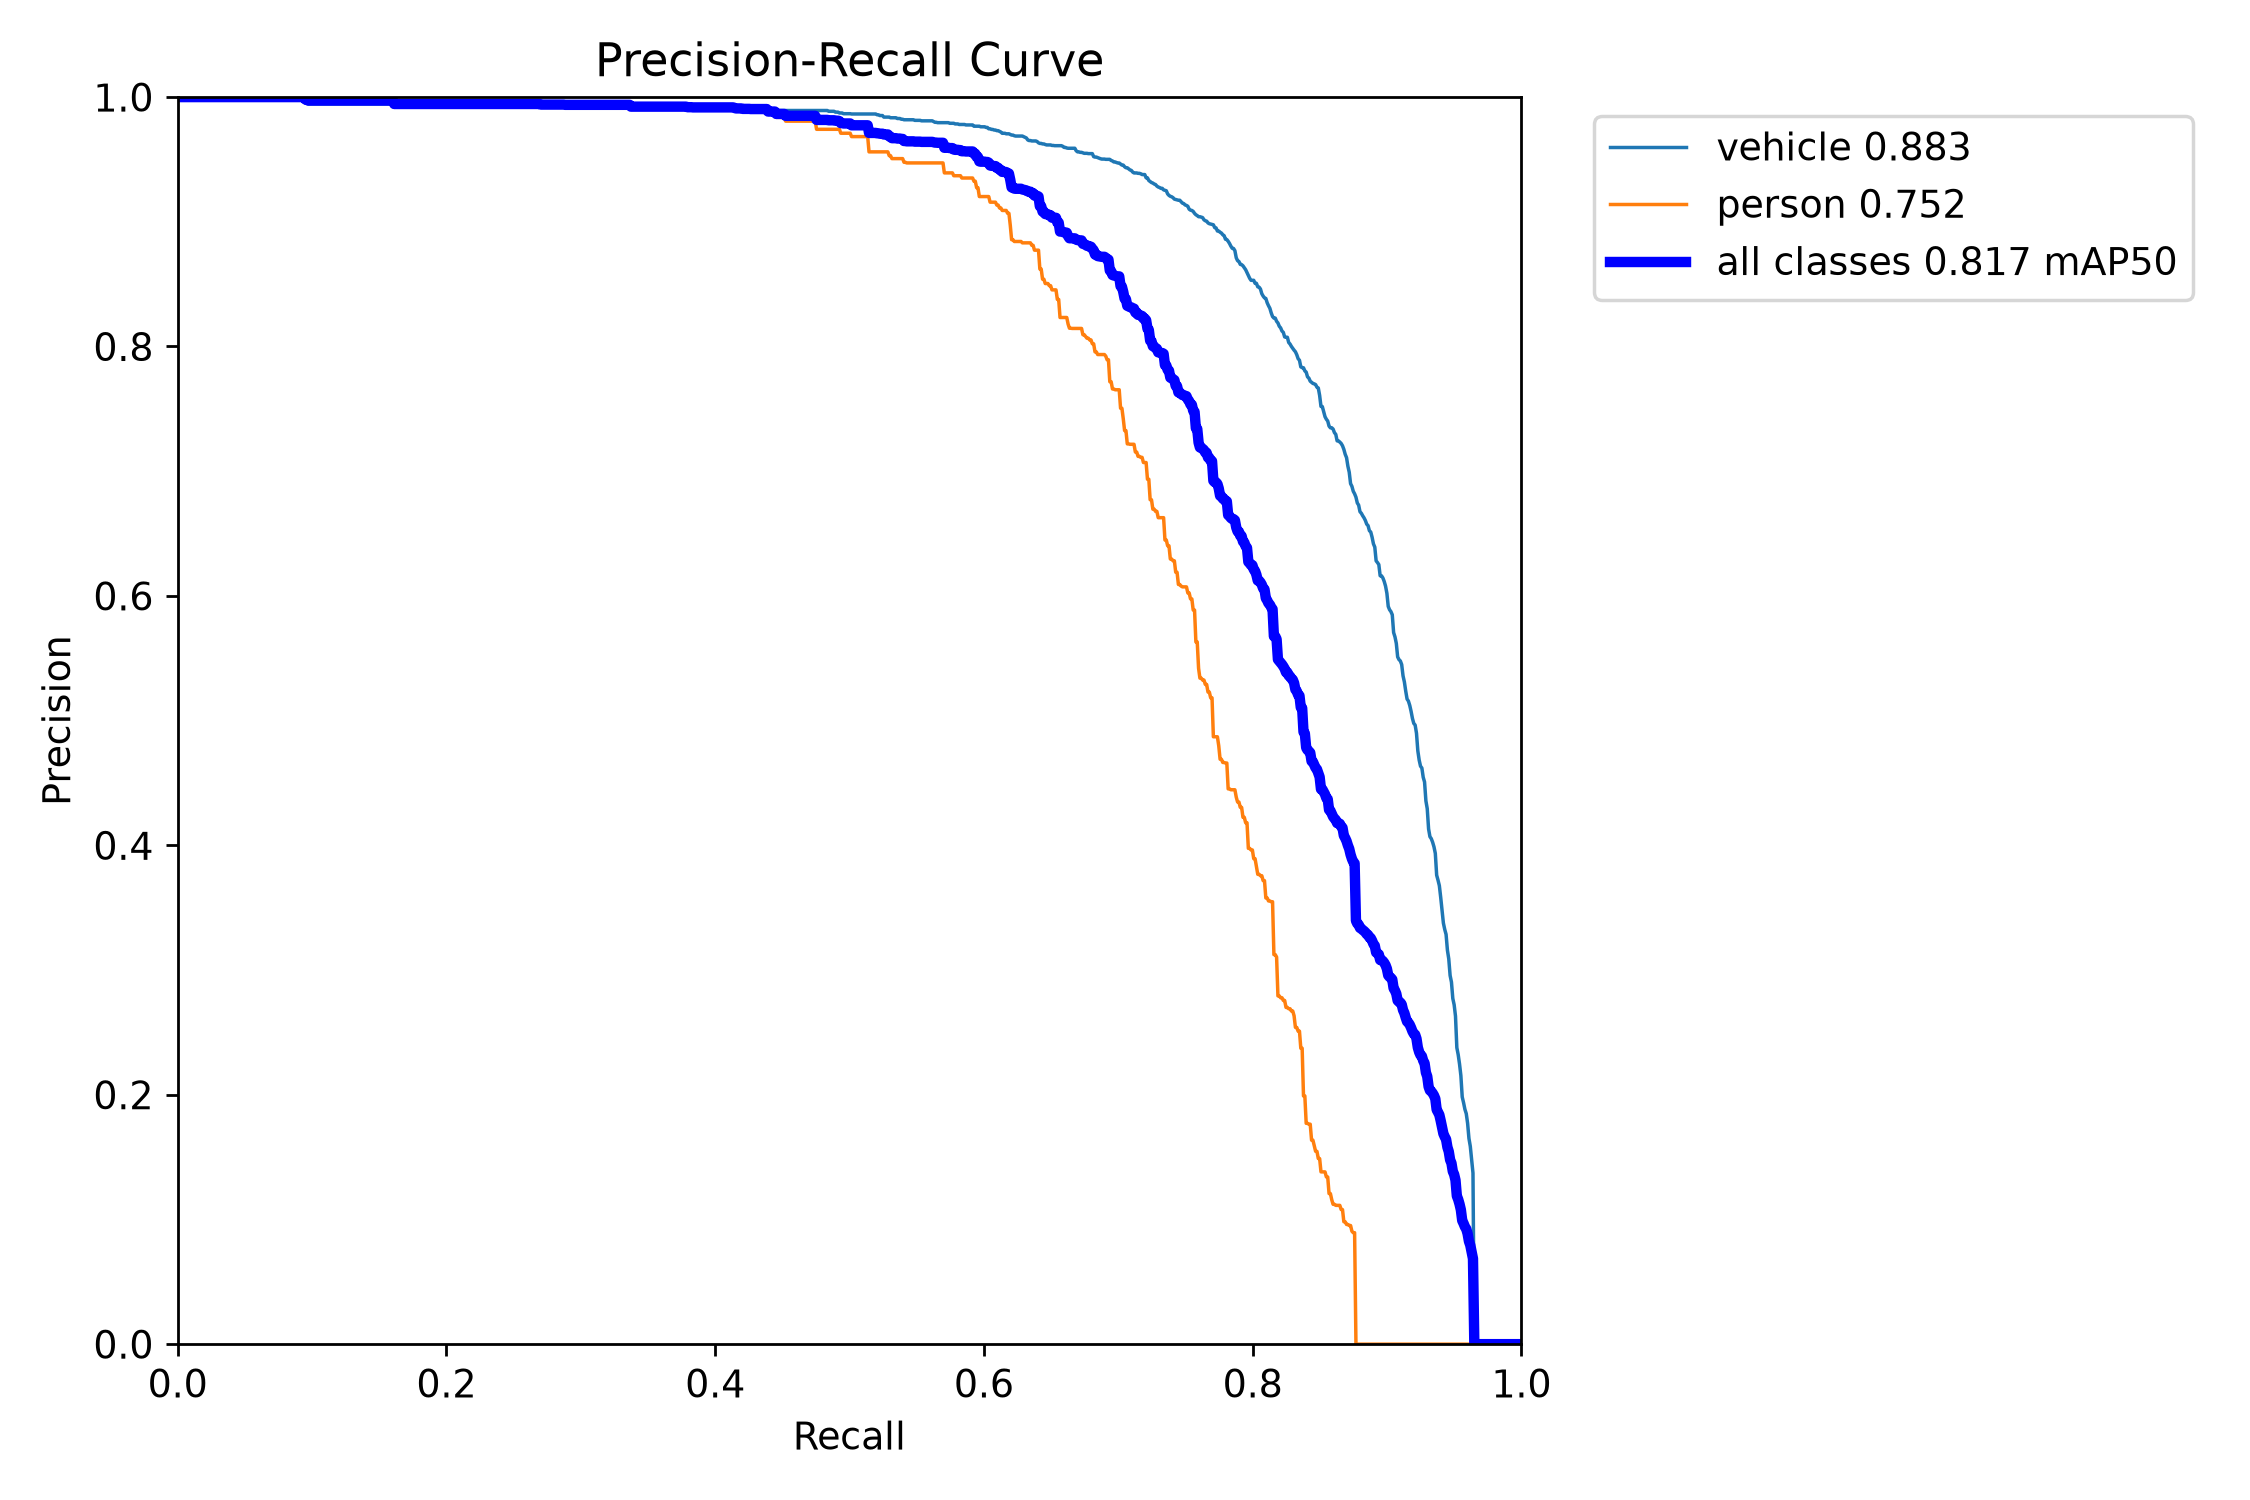 Precision-Recall Curve
vehicle 0.883
person 0.752
all classes 0.817 mAP50
Precision
1.0
0.8
0.6
0.4
0.2
0.0
0.0 0.2 0.4 0.6 0.8 1.0
Recall